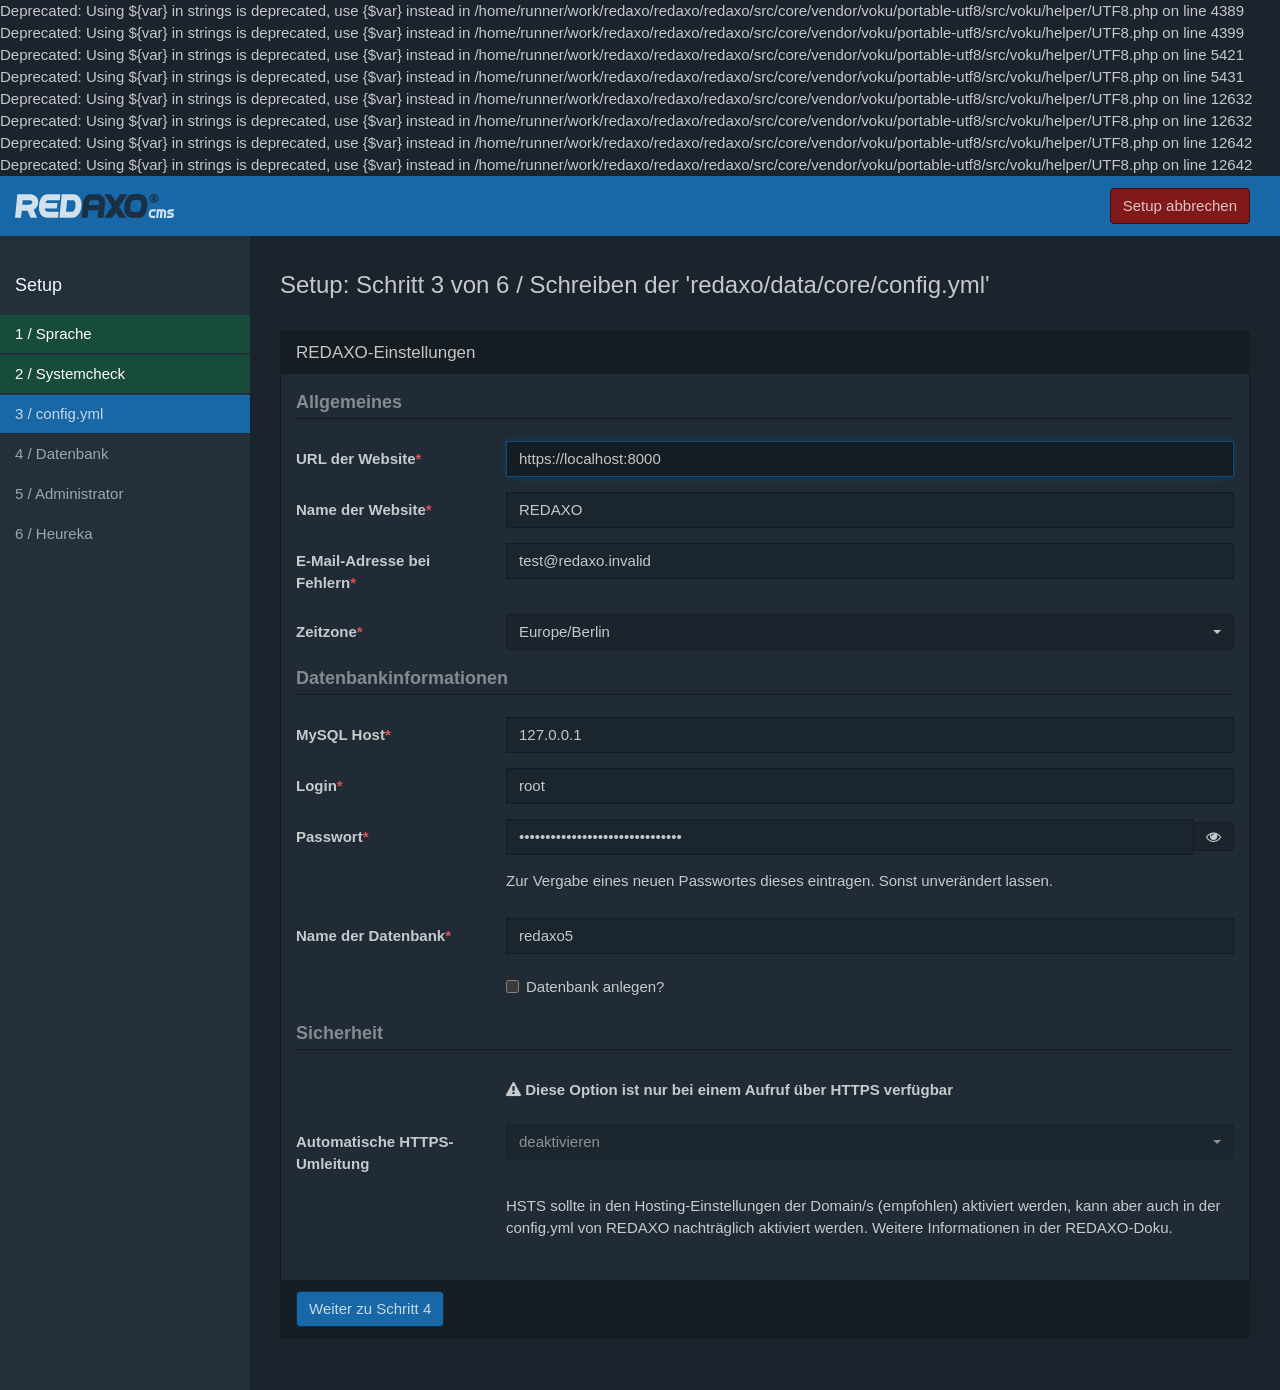 Deprecated: Using ${var} in strings is deprecated, use {$var} instead in /home/runner/work/redaxo/redaxo/redaxo/src/core/vendor/voku/portable-utf8/src/voku/helper/UTF8.php on line 4389
Deprecated: Using ${var} in strings is deprecated, use {$var} instead in /home/runner/work/redaxo/redaxo/redaxo/src/core/vendor/voku/portable-utf8/src/voku/helper/UTF8.php on line 4399
Deprecated: Using ${var} in strings is deprecated, use {$var} instead in /home/runner/work/redaxo/redaxo/redaxo/src/core/vendor/voku/portable-utf8/src/voku/helper/UTF8.php on line 5421
Deprecated: Using ${var} in strings is deprecated, use {$var} instead in /home/runner/work/redaxo/redaxo/redaxo/src/core/vendor/voku/portable-utf8/src/voku/helper/UTF8.php on line 5431
Deprecated: Using ${var} in strings is deprecated, use {$var} instead in /home/runner/work/redaxo/redaxo/redaxo/src/core/vendor/voku/portable-utf8/src/voku/helper/UTF8.php on line 12632
Deprecated: Using ${var} in strings is deprecated, use {$var} instead in /home/runner/work/redaxo/redaxo/redaxo/src/core/vendor/voku/portable-utf8/src/voku/helper/UTF8.php on line 12632
Deprecated: Using ${var} in strings is deprecated, use {$var} instead in /home/runner/work/redaxo/redaxo/redaxo/src/core/vendor/voku/portable-utf8/src/voku/helper/UTF8.php on line 12642
Deprecated: Using ${var} in strings is deprecated, use {$var} instead in /home/runner/work/redaxo/redaxo/redaxo/src/core/vendor/voku/portable-utf8/src/voku/helper/UTF8.php on line 12642
REDAXO® cms
Setup abbrechen
Setup
1 / Sprache
2 / Systemcheck
3 / config.yml
4 / Datenbank
5 / Administrator
6 / Heureka
Setup: Schritt 3 von 6 / Schreiben der 'redaxo/data/core/config.yml'
REDAXO-Einstellungen
Allgemeines
URL der Website*
https://localhost:8000
Name der Website*
REDAXO
E-Mail-Adresse bei
Fehlern*
test@redaxo.invalid
Zeitzone*
Europe/Berlin
Datenbankinformationen
MySQL Host*
127.0.0.1
Login*
root
Passwort*
•••••••••••••••••••••••••••••••
Zur Vergabe eines neuen Passwortes dieses eintragen. Sonst unverändert lassen.
Name der Datenbank*
redaxo5
Datenbank anlegen?
Sicherheit
Diese Option ist nur bei einem Aufruf über HTTPS verfügbar
Automatische HTTPS-
Umleitung
deaktivieren
HSTS sollte in den Hosting-Einstellungen der Domain/s (empfohlen) aktiviert werden, kann aber auch in der
config.yml von REDAXO nachträglich aktiviert werden. Weitere Informationen in der REDAXO-Doku.
Weiter zu Schritt 4